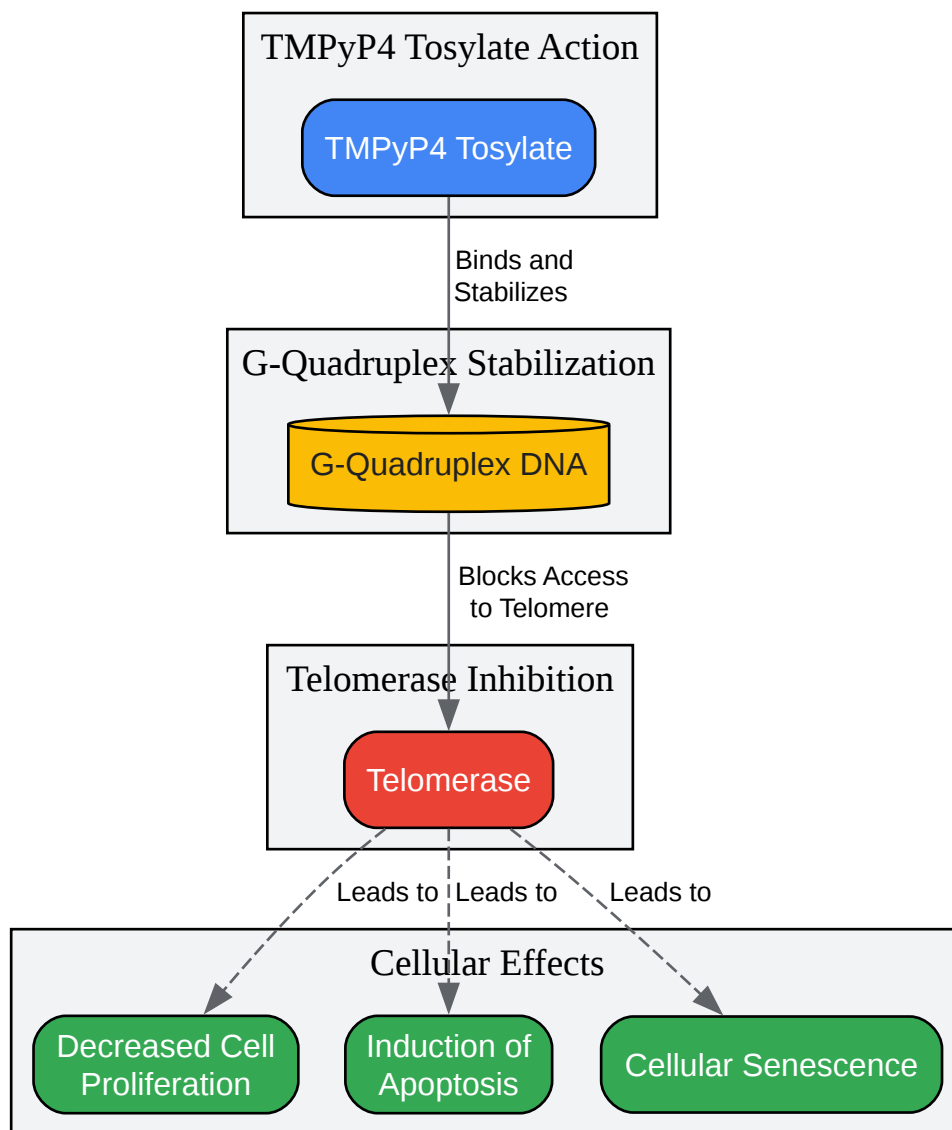 TMPyP4 Tosylate Action
TMPyP4 Tosylate
Binds and
Stabilizes
G-Quadruplex Stabilization
G-Quadruplex DNA
Blocks Access
to Telomere
Telomerase Inhibition
Telomerase
Leads to
Leads to
Leads to
Cellular Effects
Decreased Cell
Proliferation
Induction of
Apoptosis
Cellular Senescence